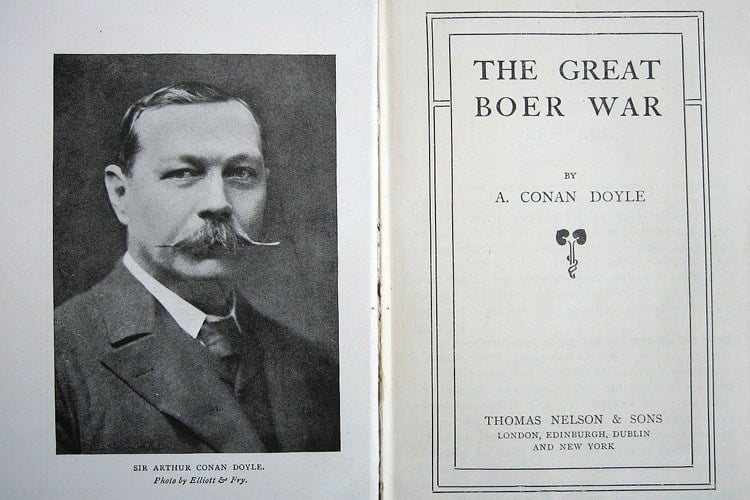 SIR ARTHUR CONAN DOYLE.
Photo by Elliott & Fry.
THE GREAT
BOER WAR
BY
A. CONAN DOYLE
THOMAS NELSON & SONS
LONDON, EDINBURGH, DUBLIN
AND NEW YORK